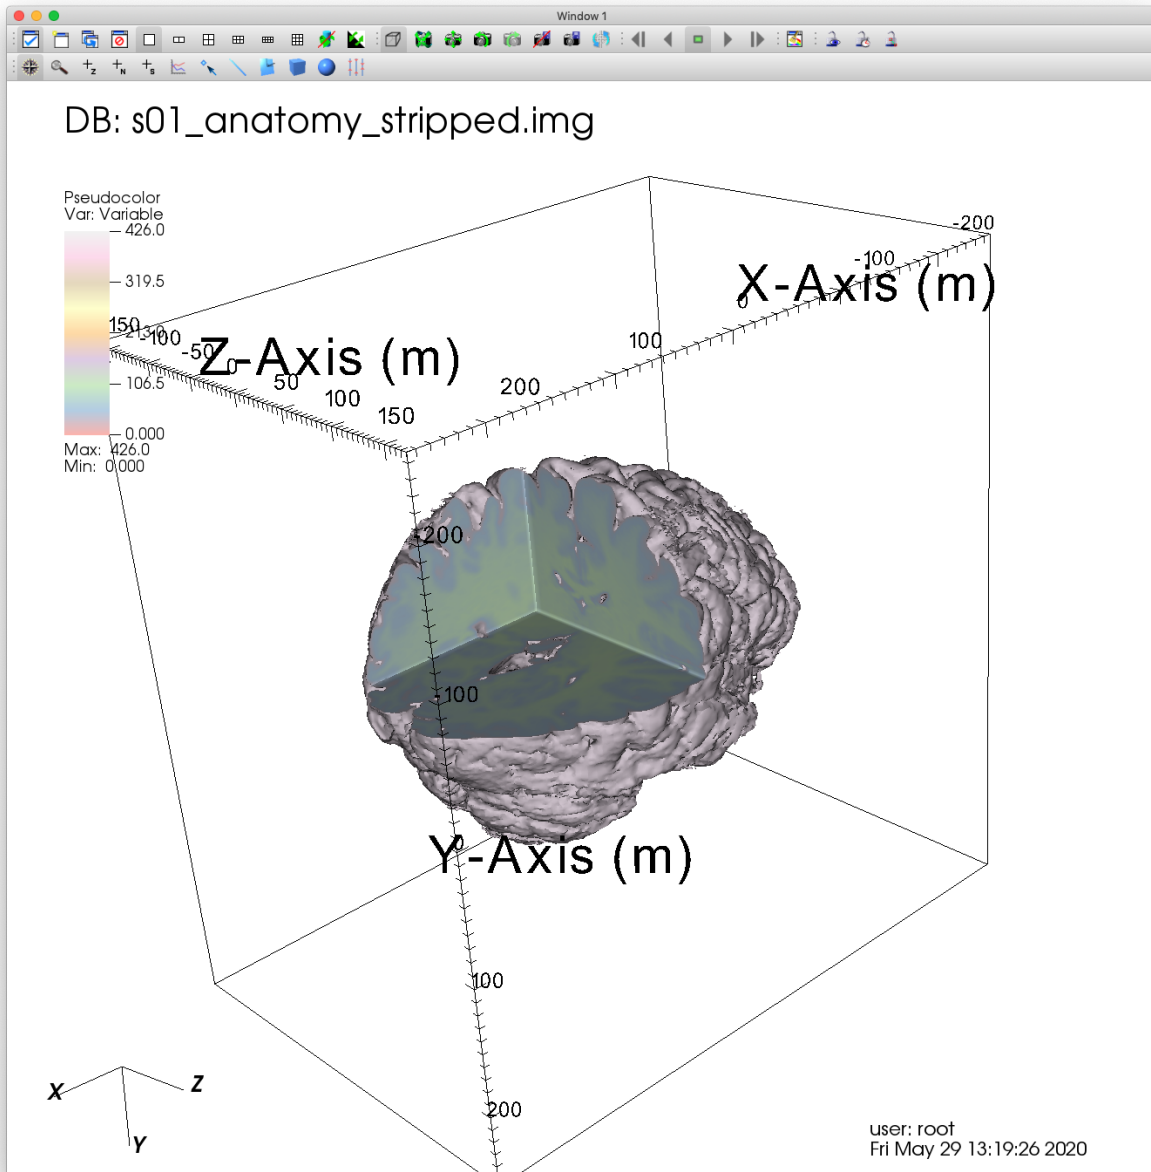 Window 1
DB: s01_anatomy_stripped.img
Pseudocolor
Var: Variable
426.0
319.5
213.0
106.5
0.000
Max: 426.0
Min: 0.000
-200
-100
X-Axis (m)
0
100
200
150
-100
-50
Z-Axis (m)
0
50
100
150
-200
-100
0
Y-Axis (m)
100
200
X
Z
Y
user: root
Fri May 29 13:19:26 2020